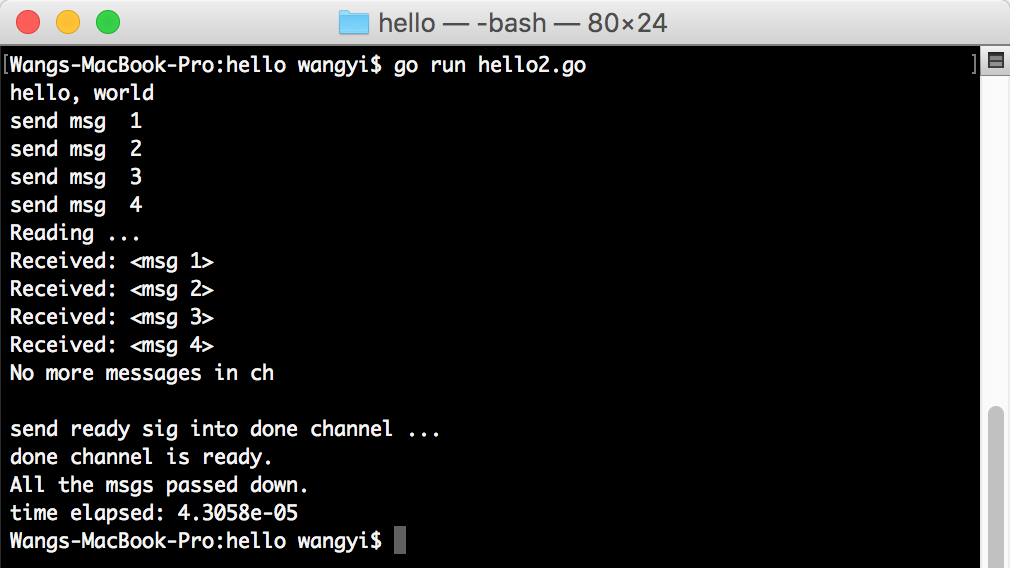 hello — -bash — 80×24
[Wangs-MacBook-Pro:hello wangyi$ go run hello2.go ]
hello, world
send msg  1
send msg  2
send msg  3
send msg  4
Reading ...
Received: <msg 1>
Received: <msg 2>
Received: <msg 3>
Received: <msg 4>
No more messages in ch
send ready sig into done channel ...
done channel is ready.
All the msgs passed down.
time elapsed: 4.3058e-05
Wangs-MacBook-Pro:hello wangyi$